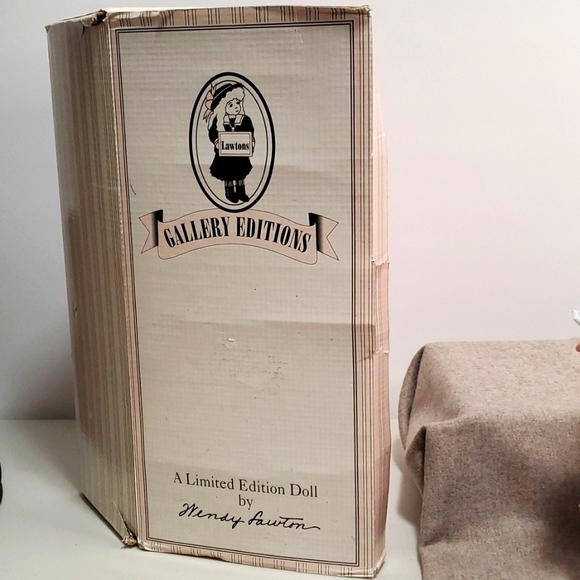 Lawtons
GALLERY EDITIONS
A Limited Edition Doll
by
Wendy Lawton